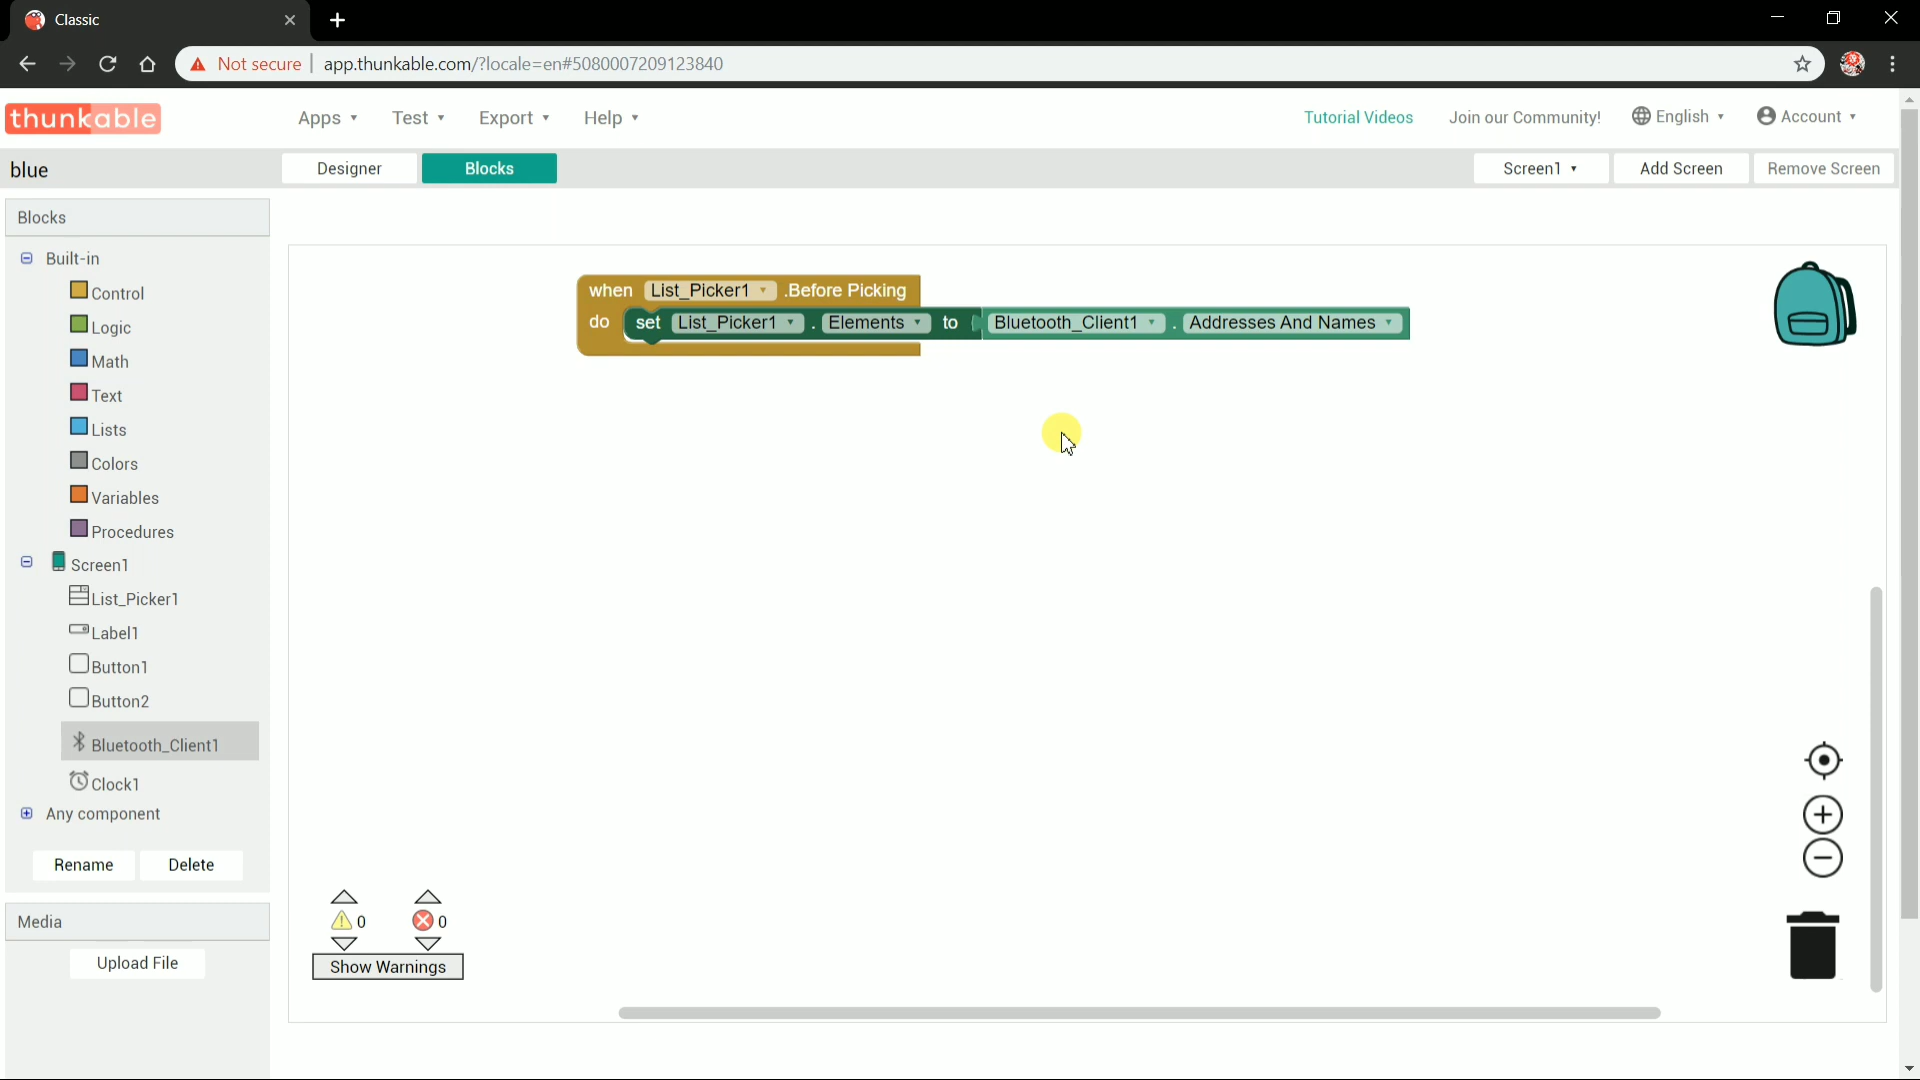 Classic
Not secure app.thunkable.com/?locale=en#5080007209123840
thunkable Apps Test Export Help Tutorial Videos Join our Community! English Account
blue Designer Blocks Screen1 Add Screen Remove Screen
Blocks
Built-in
Control
Logic
Math
Text
Lists
Colors
Variables
Procedures
Screen1
List_Picker1
Label1
Button1
Button2
Bluetooth_Client1
Clock1
Any component
Rename Delete
Media
Upload File
when List_Picker1 .Before Picking
do set List_Picker1 . Elements to Bluetooth_Client1 . Addresses And Names
0 0
Show Warnings